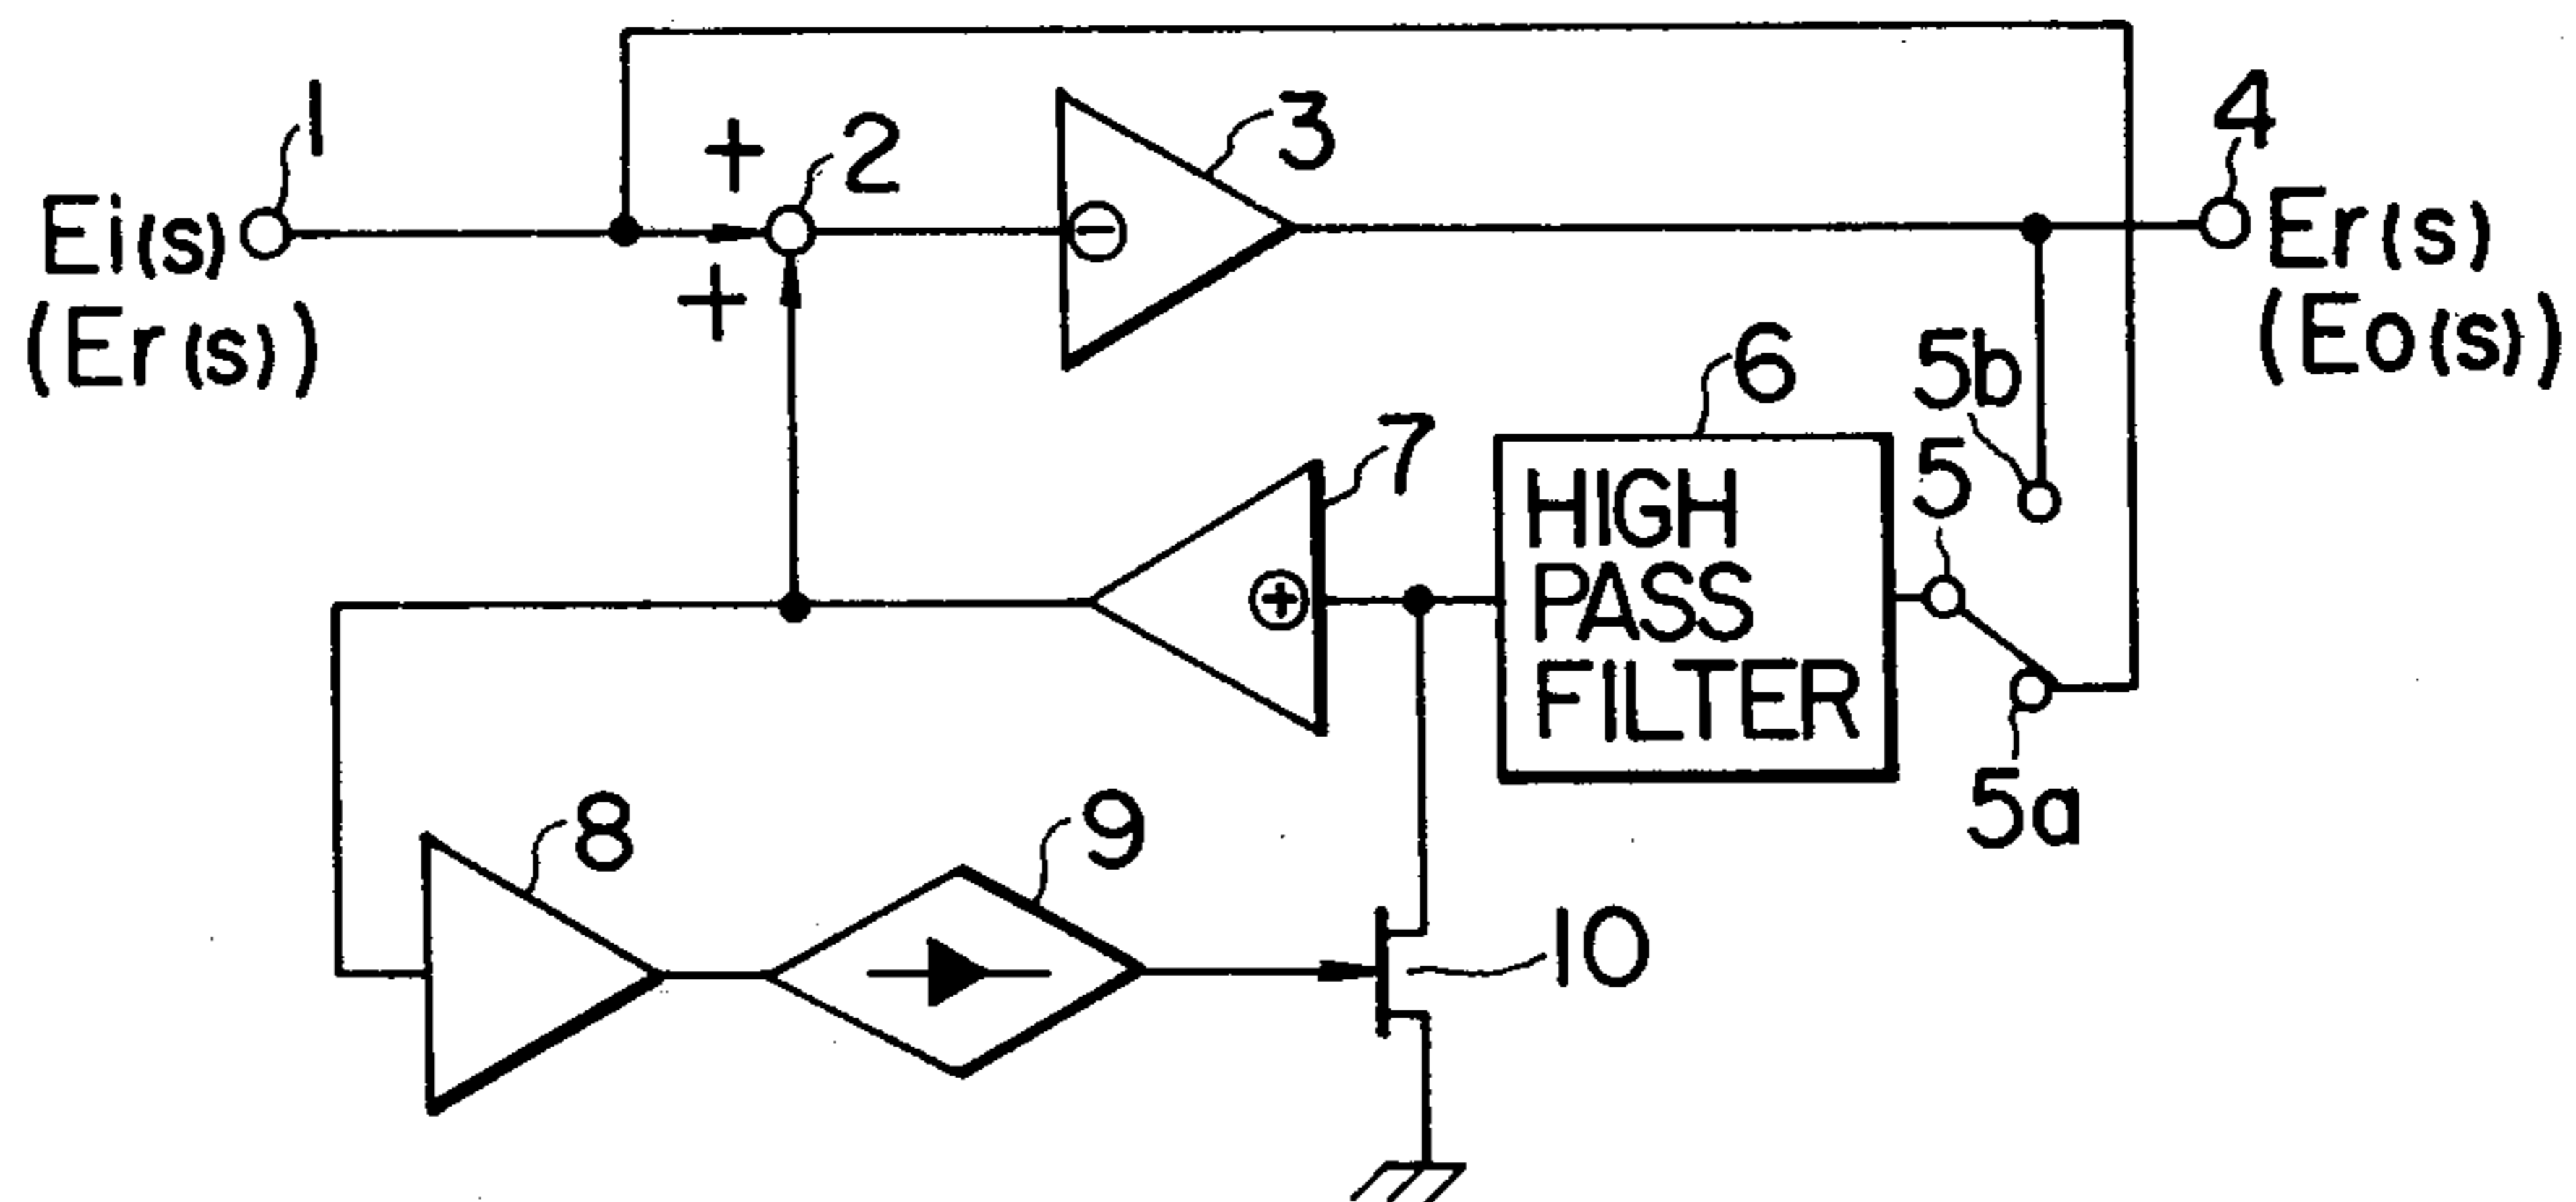 1
+
2
3
4
Ei(s)
(Er(s))
+
−
Er(s)
(Eo(s))
5b
5
6
7
HIGH
PASS
FILTER
+
5a
8
9
10